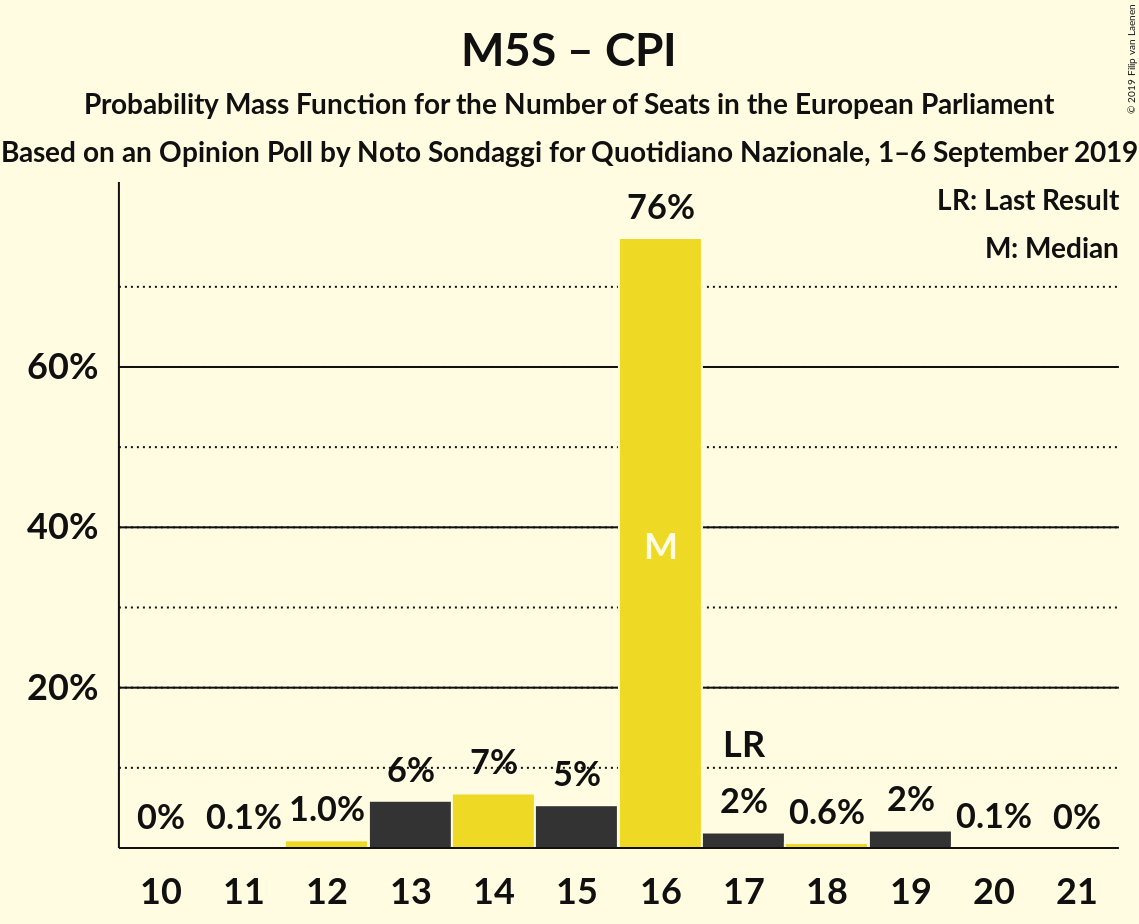 M5S – CPI
Probability Mass Function for the Number of Seats in the European Parliament
Based on an Opinion Poll by Noto Sondaggi for Quotidiano Nazionale, 1–6 September 2019
© 2019 Filip van Laenen
LR: Last Result
M: Median
76%
60%
40%
20%
M
LR
0%
0.1%
1.0%
6%
7%
5%
2%
0.6%
2%
0.1%
0%
10 11 12 13 14 15 16 17 18 19 20 21